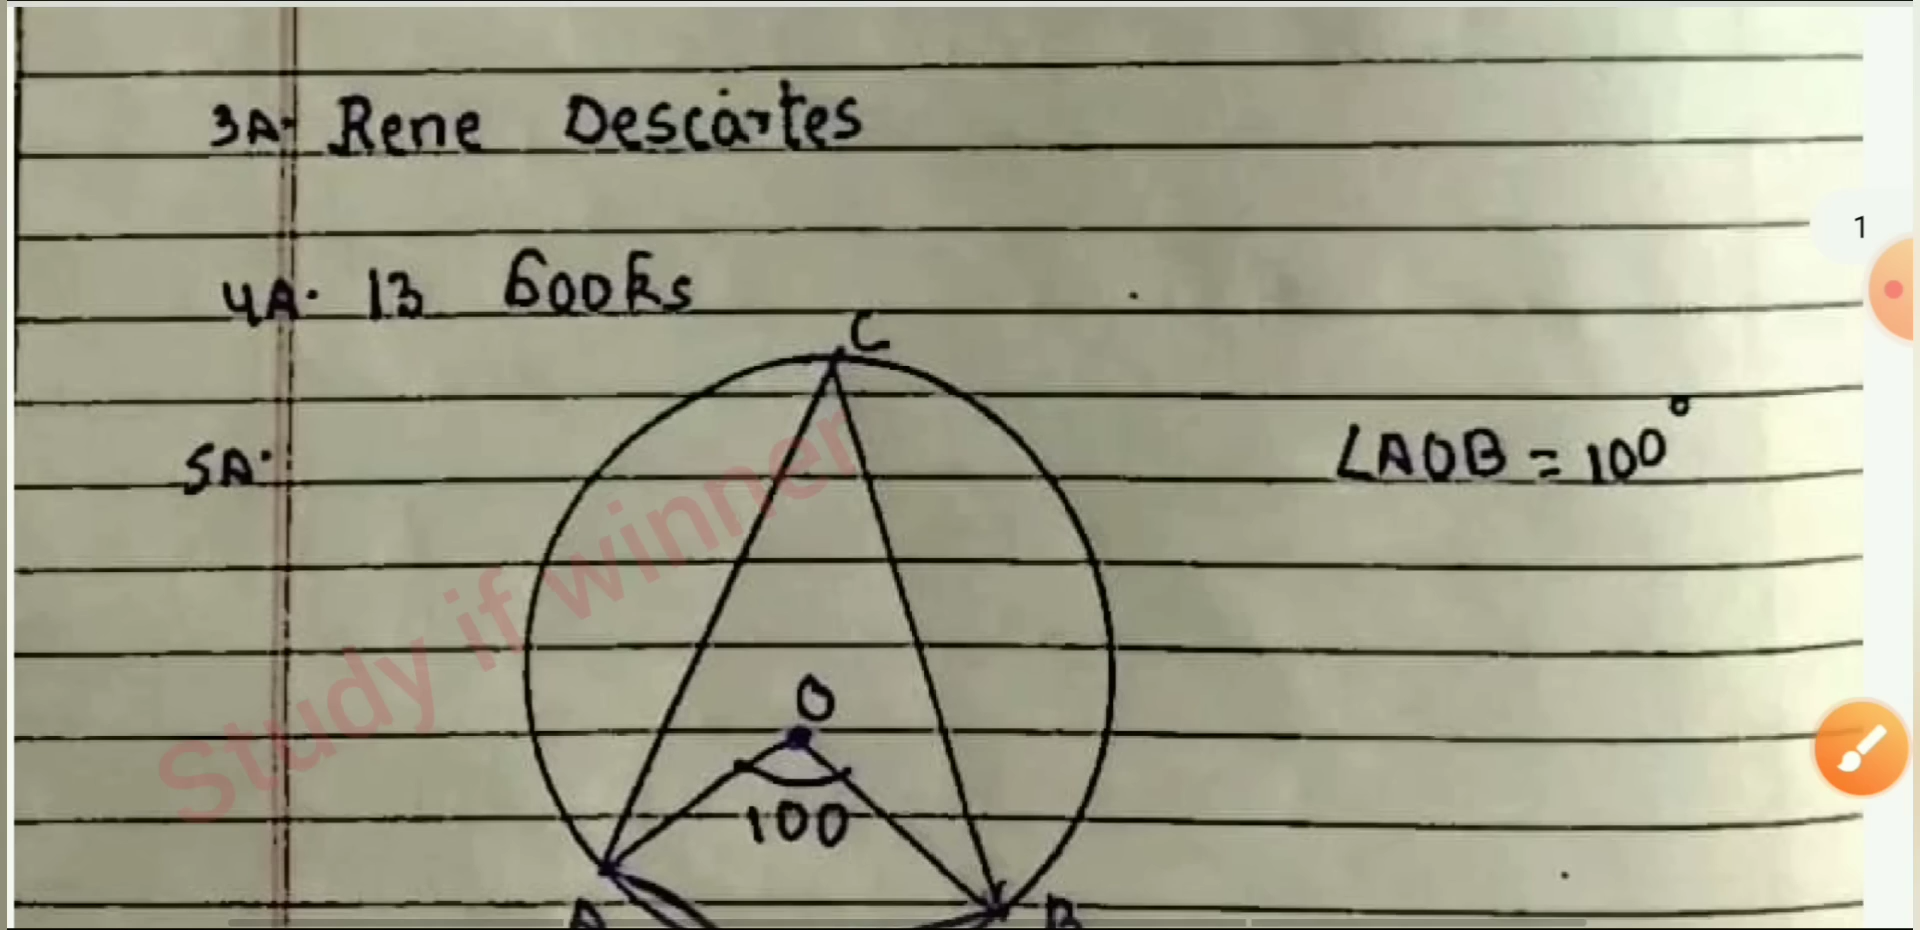 3A. Rene Descartes
1
4A. 13 books
C
5A.
∠AOB = 100°
Study if winner
O
100
A B